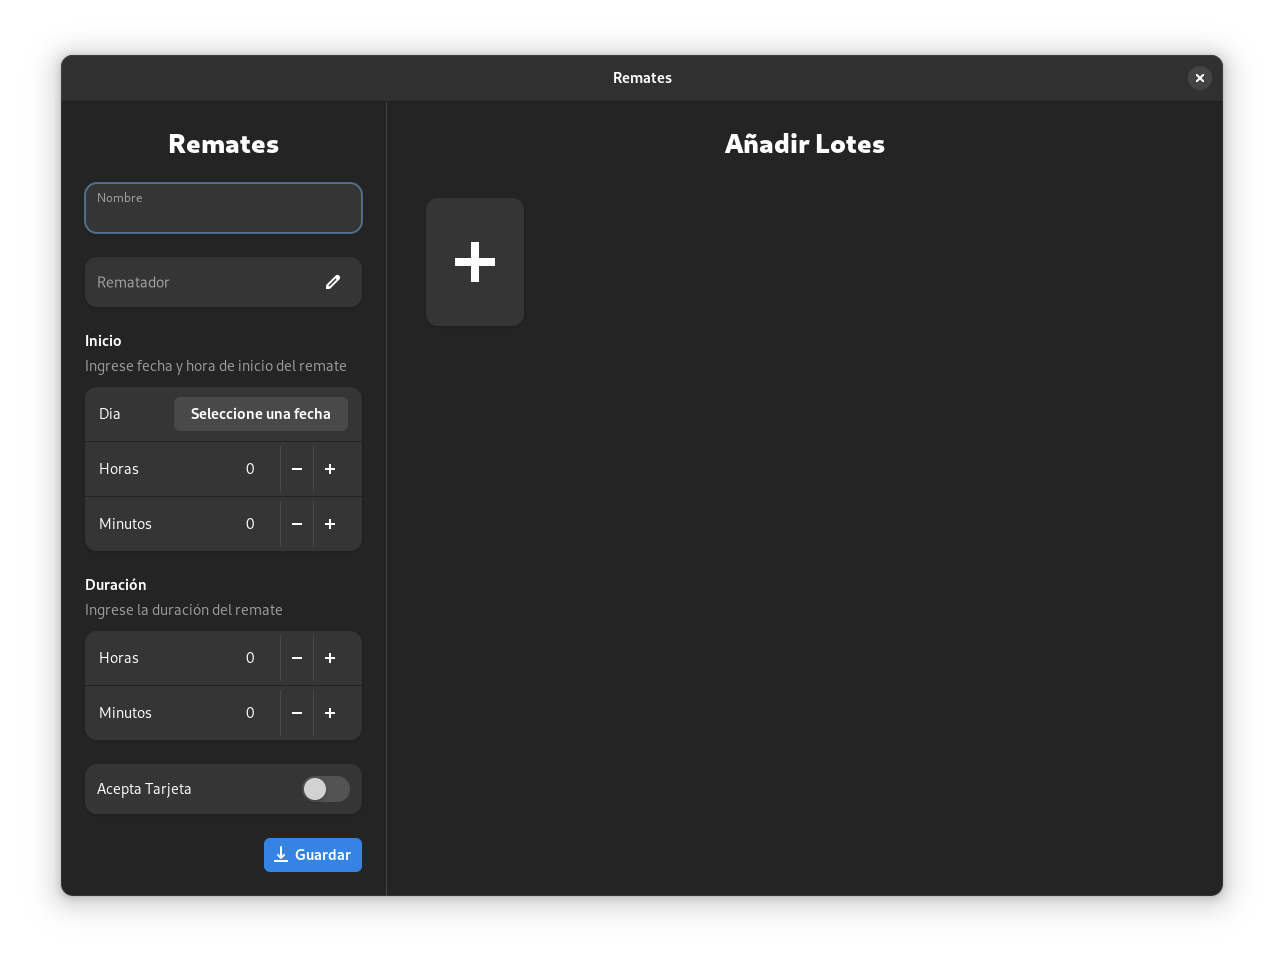 Remates
Remates
Nombre
Rematador
Inicio
Ingrese fecha y hora de inicio del remate
Dia Seleccione una fecha
Horas 0
Minutos 0
Duración
Ingrese la duración del remate
Horas 0
Minutos 0
Acepta Tarjeta
Guardar
Añadir Lotes